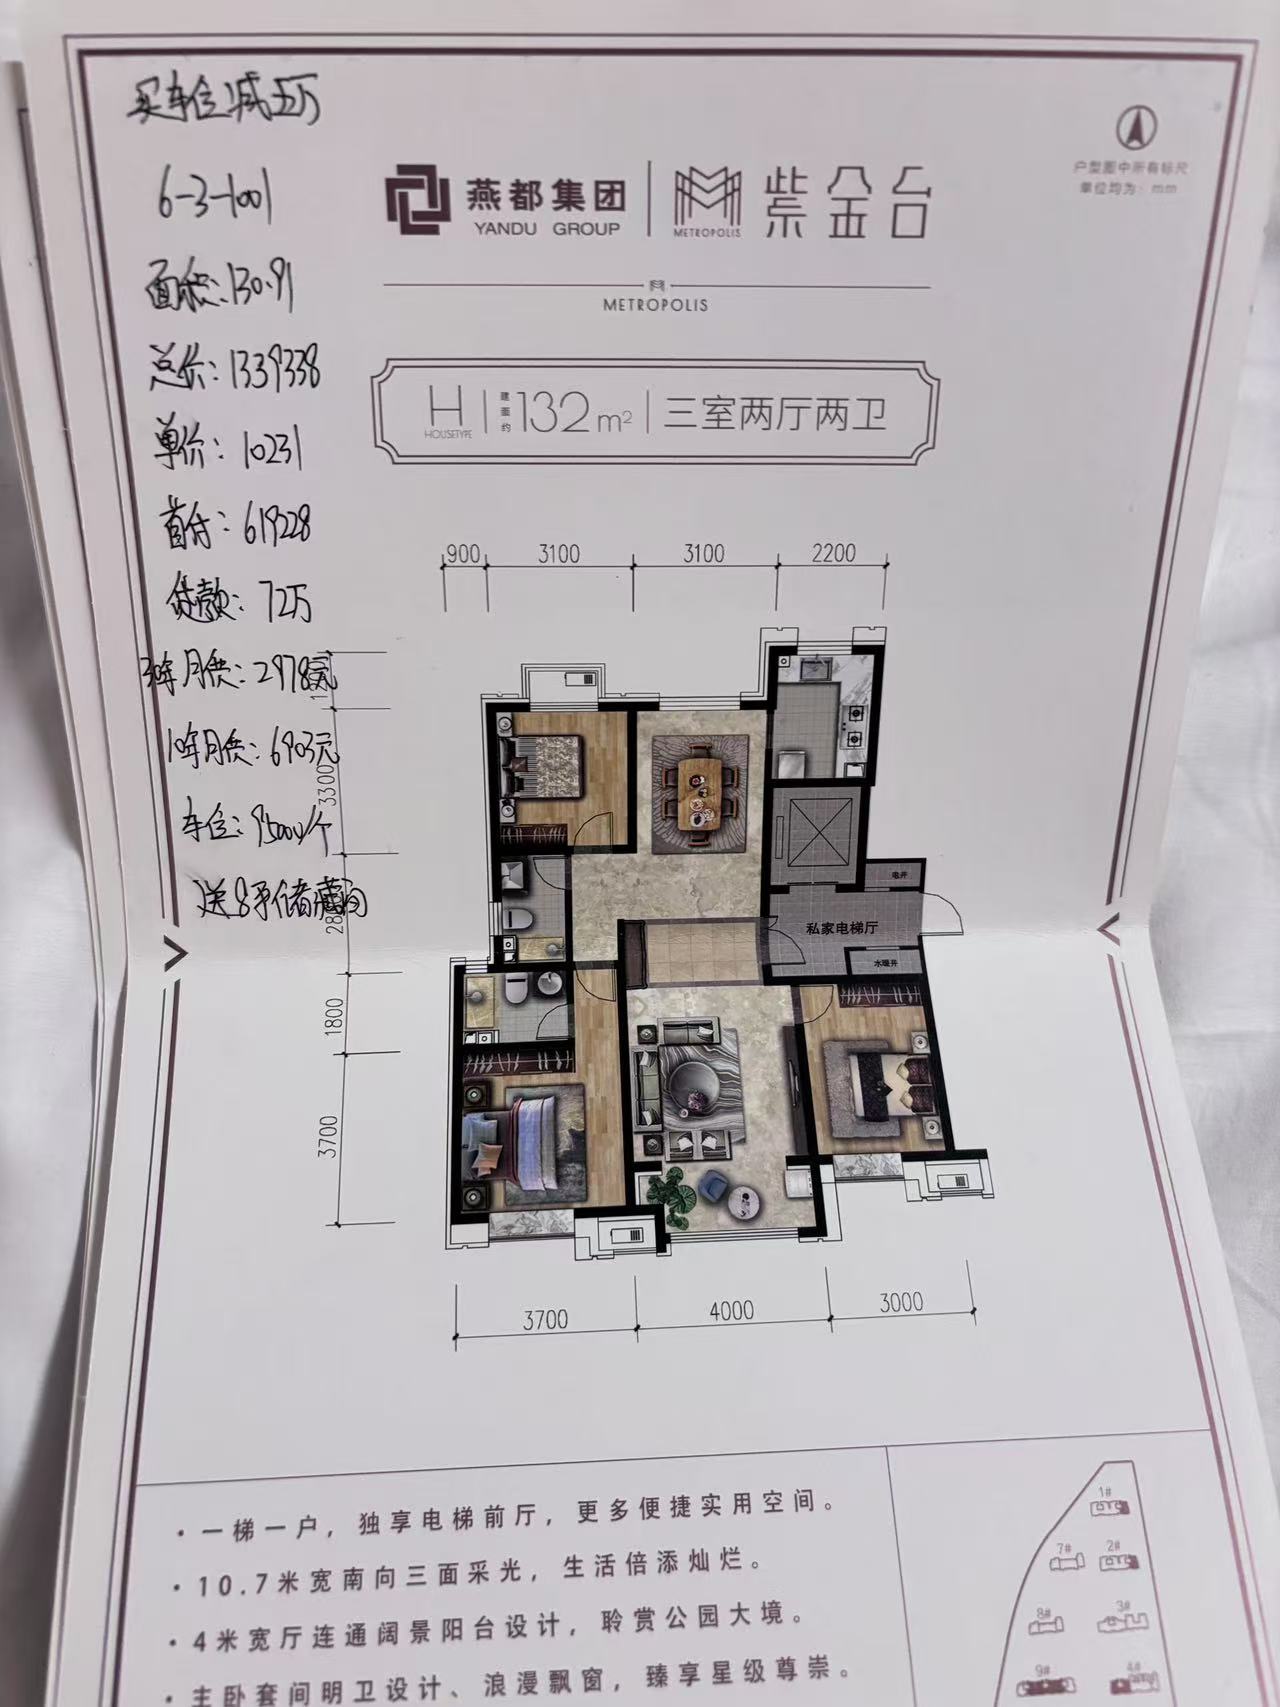 买车位减五万
6-3-1001
面积:130.91
总价:1339338
单价:10231
首付:619228
贷款:72万
30年月供:2978元
10年月供:6903元
车位:95000/个
送8平储藏间
燕都集团
YANDU GROUP
METROPOLIS
紫金台
户型图中所有标尺
单位均为:mm
METROPOLIS
H
HOUSETYPE
建面约
132m²
三室两厅两卫
900
3100
3100
2200
3300
1800
3700
电井
私家电梯厅
水暖井
3700
4000
3000
·一梯一户,独享电梯前厅,更多便捷实用空间。
·10.7米宽南向三面采光,生活倍添灿烂。
·4米宽厅连通阔景阳台设计,聆赏公园大境。
·主卧套间明卫设计、浪漫飘窗,臻享星级尊崇。
1#
7#
2#
8#
3#
9#
4#